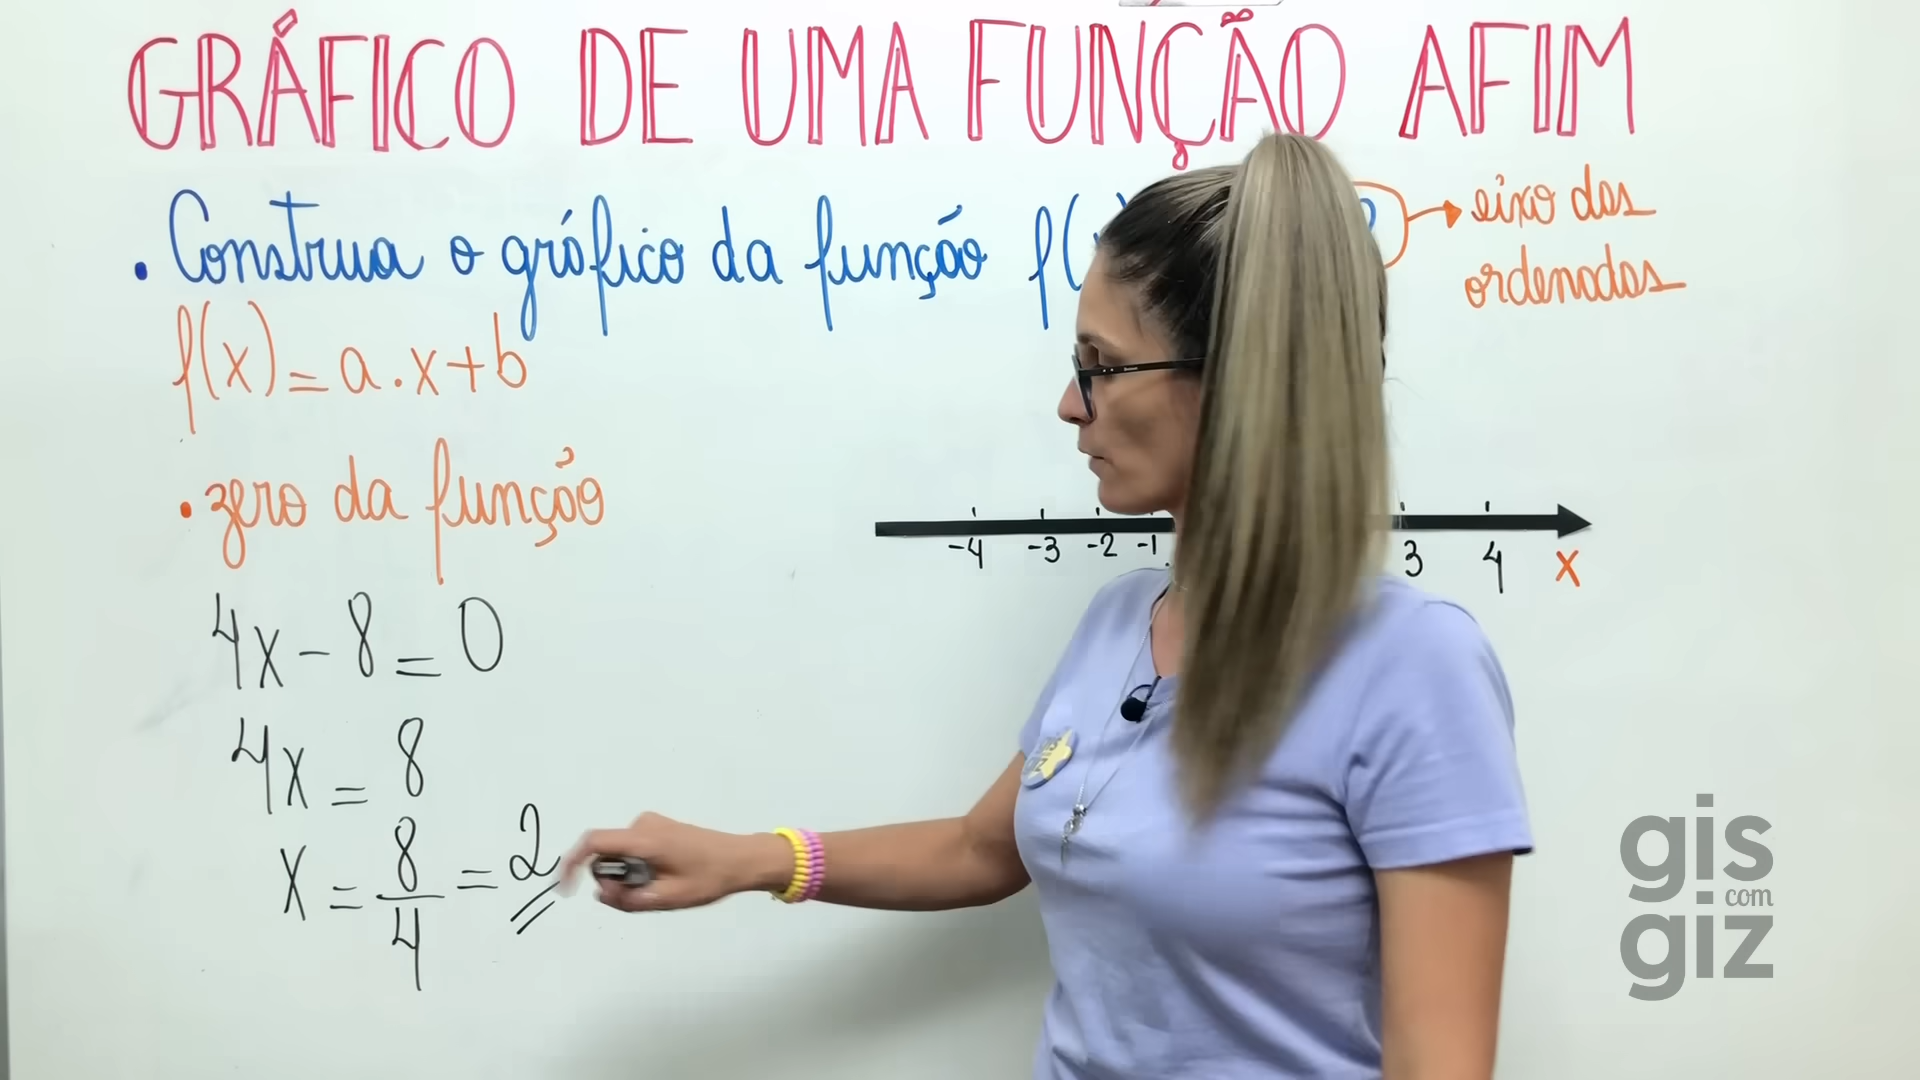 GRÁFICO DE UMA FUNÇÃO AFIM
• Construa o gráfico da função f(
eixo das
ordenadas
f(x) = a.x+b
• zero da função
-4 -3 -2 -1 3 4 x
4x - 8 = 0
4x = 8
x = 8/4 = 2
gis
com
giz